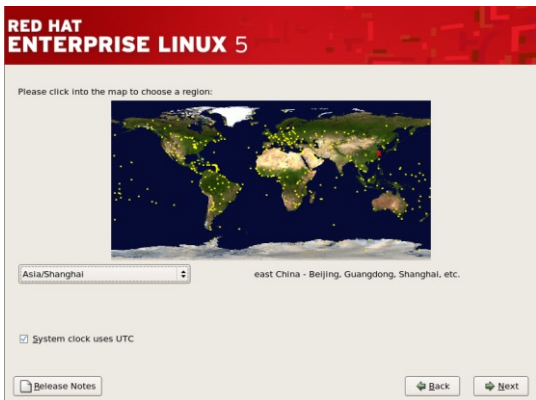 RED HAT
ENTERPRISE LINUX 5
Please click into the map to choose a region:
Asia/Shanghai
east China - Beijing, Guangdong, Shanghai, etc.
System clock uses UTC
Release Notes
Back
Next